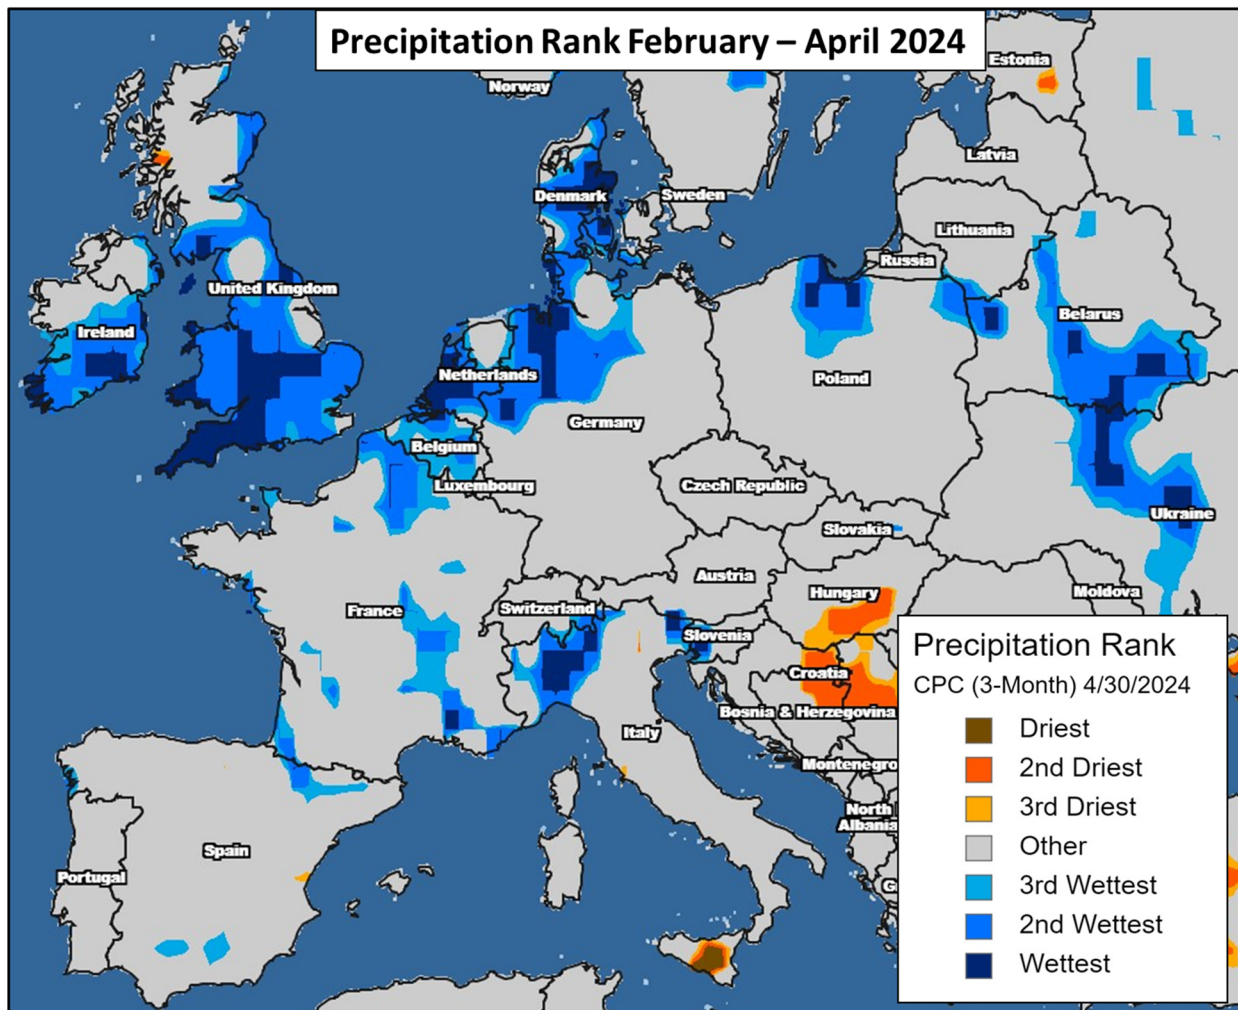 Precipitation Rank February – April 2024
Estonia
Norway
Latvia
Denmark
Sweden
Lithuania
Russia
United Kingdom
Belarus
Ireland
Netherlands
Poland
Germany
Belgium
Luxembourg
Czech Republic
Ukraine
Slovakia
Austria
Moldova
Hungary
Switzerland
France
Slovenia
Croatia
Bosnia & Herzegovina
Italy
Montenegro
North
Albania
Spain
Portugal
G
Precipitation Rank
CPC (3-Month) 4/30/2024
Driest
2nd Driest
3rd Driest
Other
3rd Wettest
2nd Wettest
Wettest